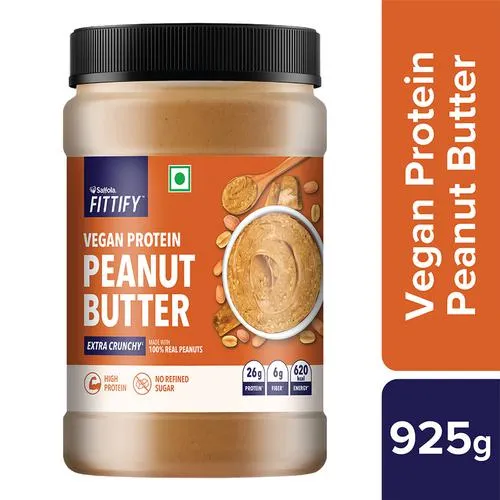 Saffola
FITTIFY™
VEGAN PROTEIN
PEANUT
BUTTER
EXTRA CRUNCHY
MADE WITH
100% REAL PEANUTS
HIGH
PROTEIN
NO REFINED
SUGAR
26g
PROTEIN
6g
FIBER
620
kcal
ENERGY
Vegan Protein
Peanut Butter
925g